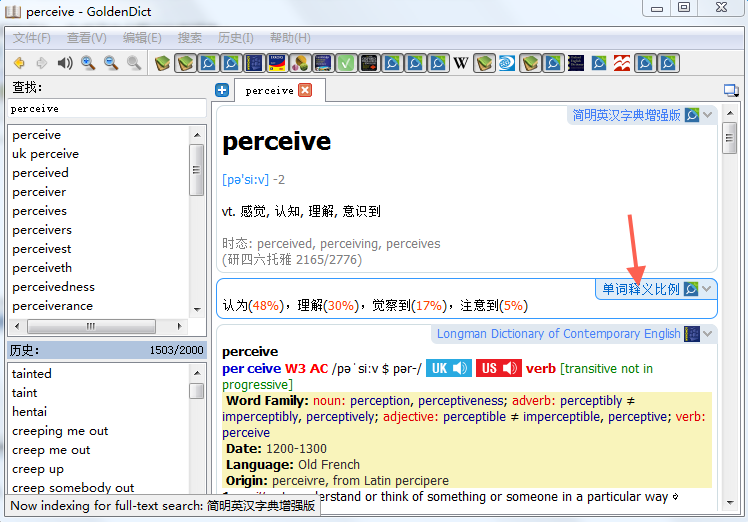 perceive - GoldenDict
文件(F) 查看(V) 编辑(E) 搜索 历史(I) 帮助(H)
W
查找:
perceive
perceive
简明英汉字典增强版
perceive
uk perceive
perceived
perceiver
perceives
perceivers
perceivest
perceiveth
perceivedness
perceiverance
perceive
[pə'si:v] -2
vt. 感觉, 认知, 理解, 意识到
时态: perceived, perceiving, perceives
(研四六托雅 2165/2776)
单词释义比例
认为(48%)，理解(30%)，觉察到(17%)，注意到(5%)
Longman Dictionary of Contemporary English
历史: 1503/2000
tainted
taint
hentai
creeping me out
creep me out
creep up
creep somebody out
perceive
per ceive W3 AC /pəˈsiːv $ pər-/ UK US verb [transitive not in
progressive]
Word Family: noun: perception, perceptiveness; adverb: perceptibly ≠
imperceptibly, perceptively; adjective: perceptible ≠ imperceptible, perceptive; verb:
perceive
Date: 1200-1300
Language: Old French
Origin: perceivre, from Latin percipere
understand or think of something or someone in a particular way
Now indexing for full-text search: 简明英汉字典增强版